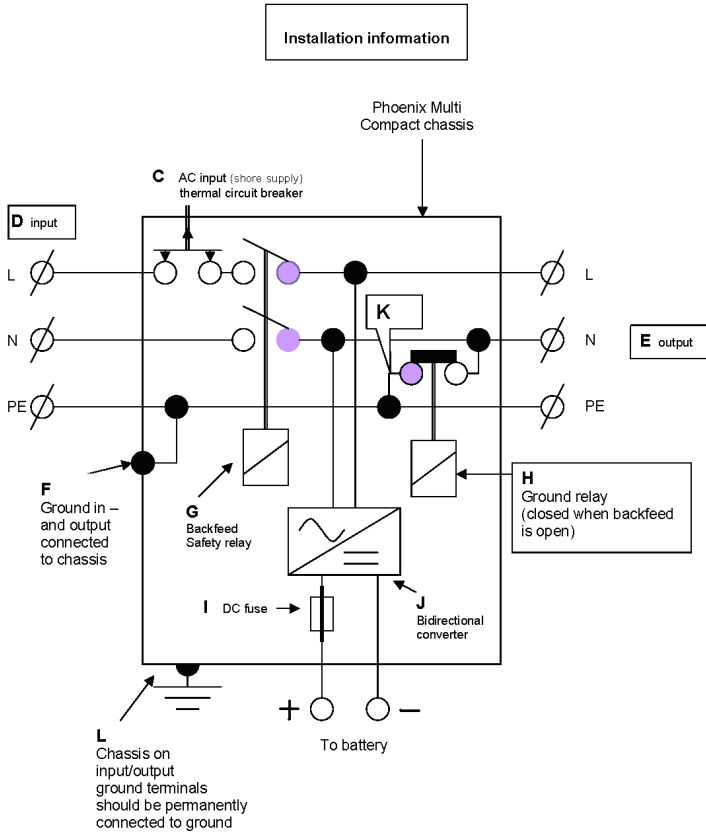 Installation information
Phoenix Multi
Compact chassis
C AC input (shore supply)
thermal circuit breaker
D input
L
L
K
N
N
E output
PE
PE
F
Ground in –
and output
connected
to chassis
G
Backfeed
Safety relay
H
Ground relay
(closed when backfeed
is open)
I DC fuse
J
Bidirectional
converter
+
–
To battery
L
Chassis on
input/output
ground terminals
should be permanently
connected to ground